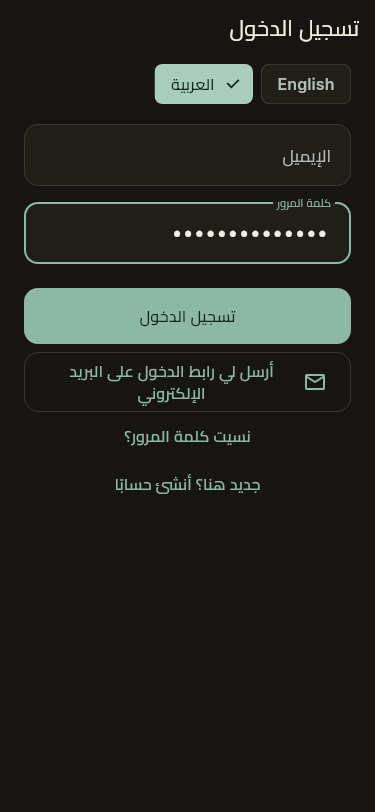 تسجيل الدخول
English
العربية
الإيميل
كلمة المرور
••••••••••••••
تسجيل الدخول
أرسل لي رابط الدخول على البريد
الإلكتروني
نسيت كلمة المرور؟
جديد هنا؟ أنشئ حسابًا